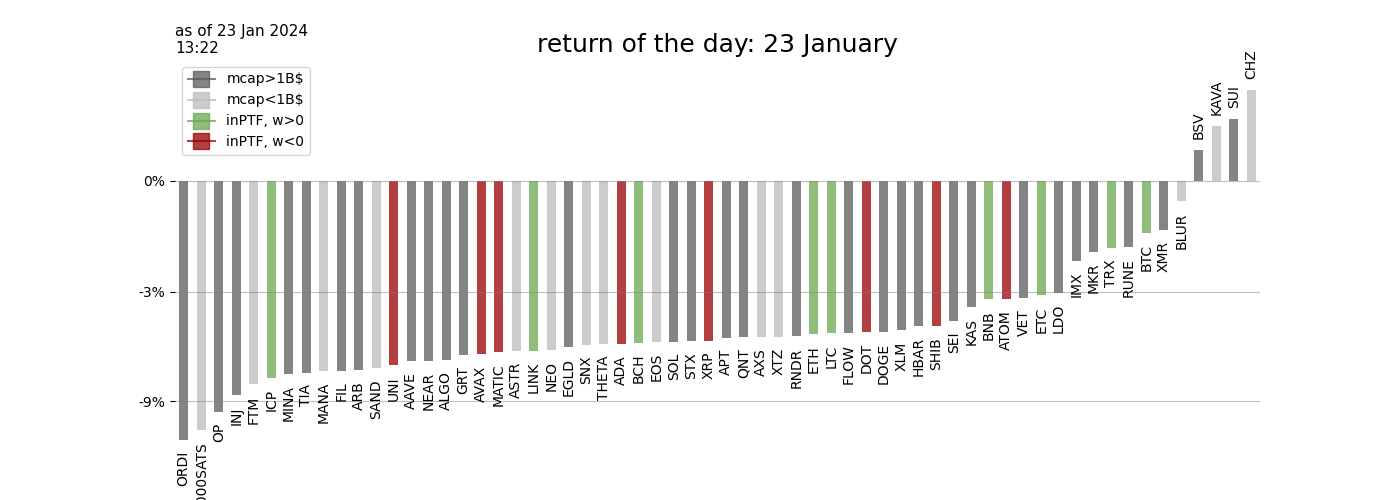 as of 23 Jan 2024
13:22
return of the day: 23 January
mcap>1B$
mcap<1B$
inPTF, w>0
inPTF, w<0
0%
-3%
-9%
ORDI
000SATS
OP
INJ
FTM
ICP
MINA
TIA
MANA
FIL
ARB
SAND
UNI
AAVE
NEAR
ALGO
GRT
AVAX
MATIC
ASTR
LINK
NEO
EGLD
SNX
THETA
ADA
BCH
EOS
SOL
STX
XRP
APT
QNT
AXS
XTZ
RNDR
ETH
LTC
FLOW
DOT
DOGE
XLM
HBAR
SHIB
SEI
KAS
BNB
ATOM
VET
ETC
LDO
IMX
MKR
TRX
RUNE
BTC
XMR
BLUR
BSV
KAVA
SUI
CHZ